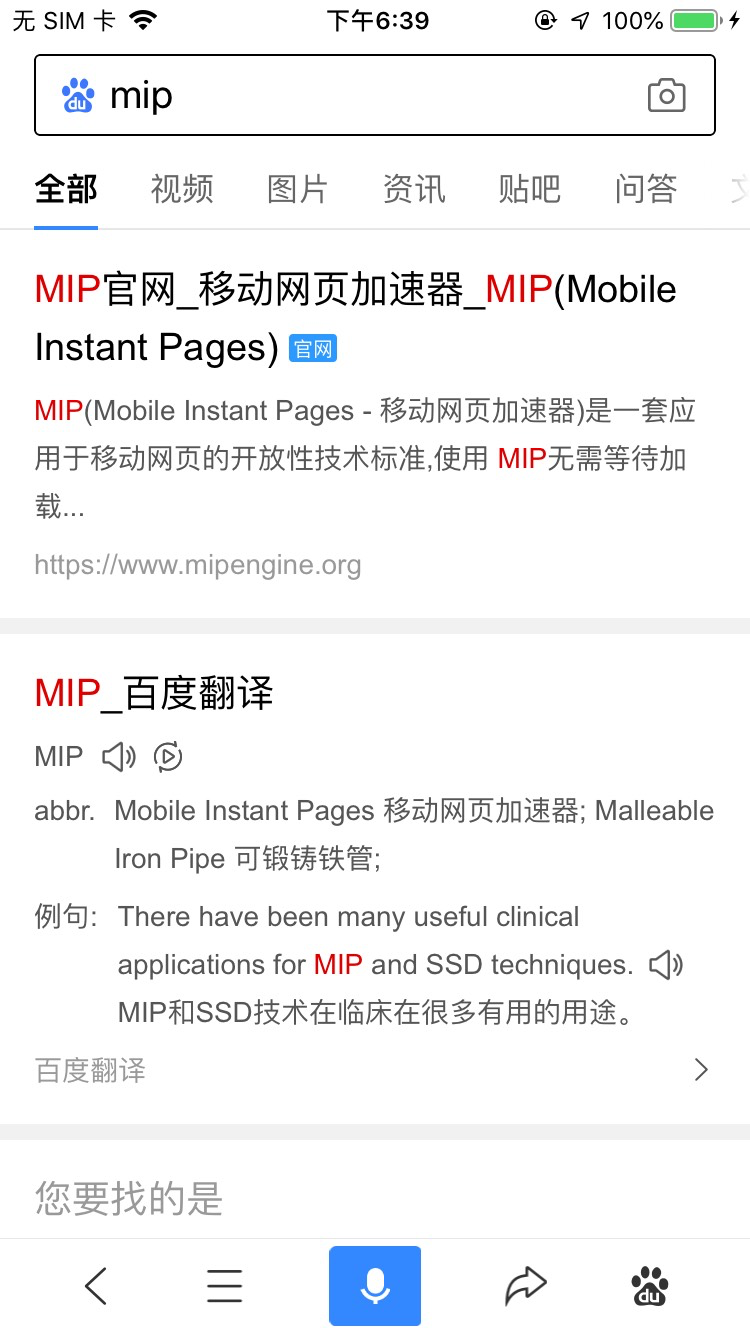 无 SIM 卡 下午6:39 100%
du mip
全部 视频 图片 资讯 贴吧 问答
MIP官网_移动网页加速器_MIP(Mobile
Instant Pages) 官网
MIP(Mobile Instant Pages - 移动网页加速器)是一套应
用于移动网页的开放性技术标准,使用 MIP无需等待加
载...
https://www.mipengine.org
MIP_百度翻译
MIP
abbr. Mobile Instant Pages 移动网页加速器; Malleable
Iron Pipe 可锻铸铁管;
例句: There have been many useful clinical
applications for MIP and SSD techniques.
MIP和SSD技术在临床在很多有用的用途。
百度翻译
您要找的是
du